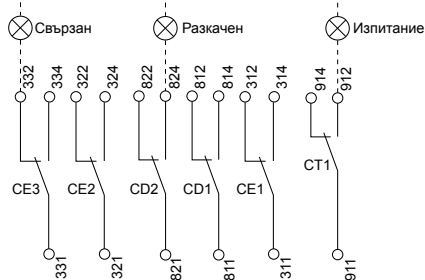 Свързан
Разкачен
Изпитание
332
334
322
324
822
824
812
814
312
314
914
912
CE3
CE2
CD2
CD1
CE1
CT1
331
321
821
811
311
911